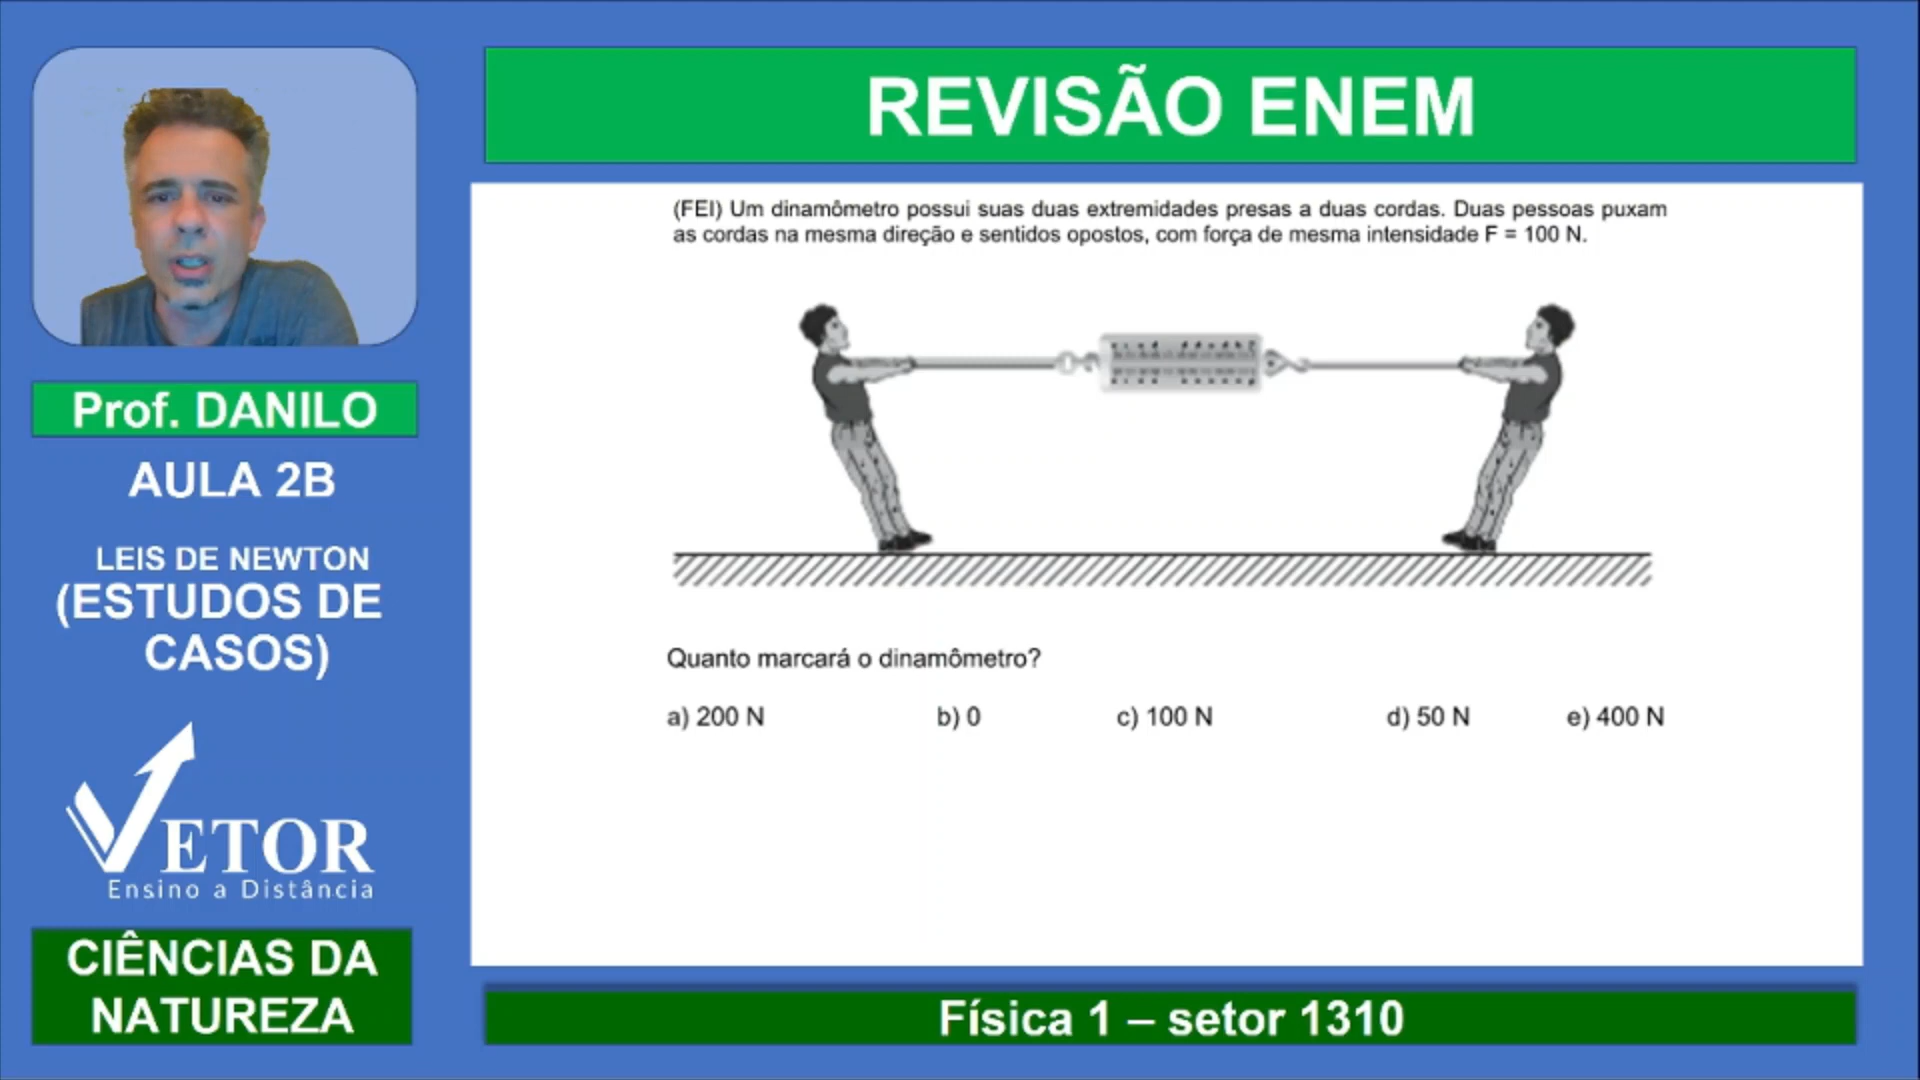 REVISÃO ENEM
(FEI) Um dinamômetro possui suas duas extremidades presas a duas cordas. Duas pessoas puxam
as cordas na mesma direção e sentidos opostos, com força de mesma intensidade F = 100 N.
Quanto marcará o dinamômetro?
a) 200 N b) 0 c) 100 N d) 50 N e) 400 N
Prof. DANILO
AULA 2B
LEIS DE NEWTON
(ESTUDOS DE
CASOS)
VETOR
Ensino a Distância
CIÊNCIAS DA
NATUREZA
Física 1 – setor 1310